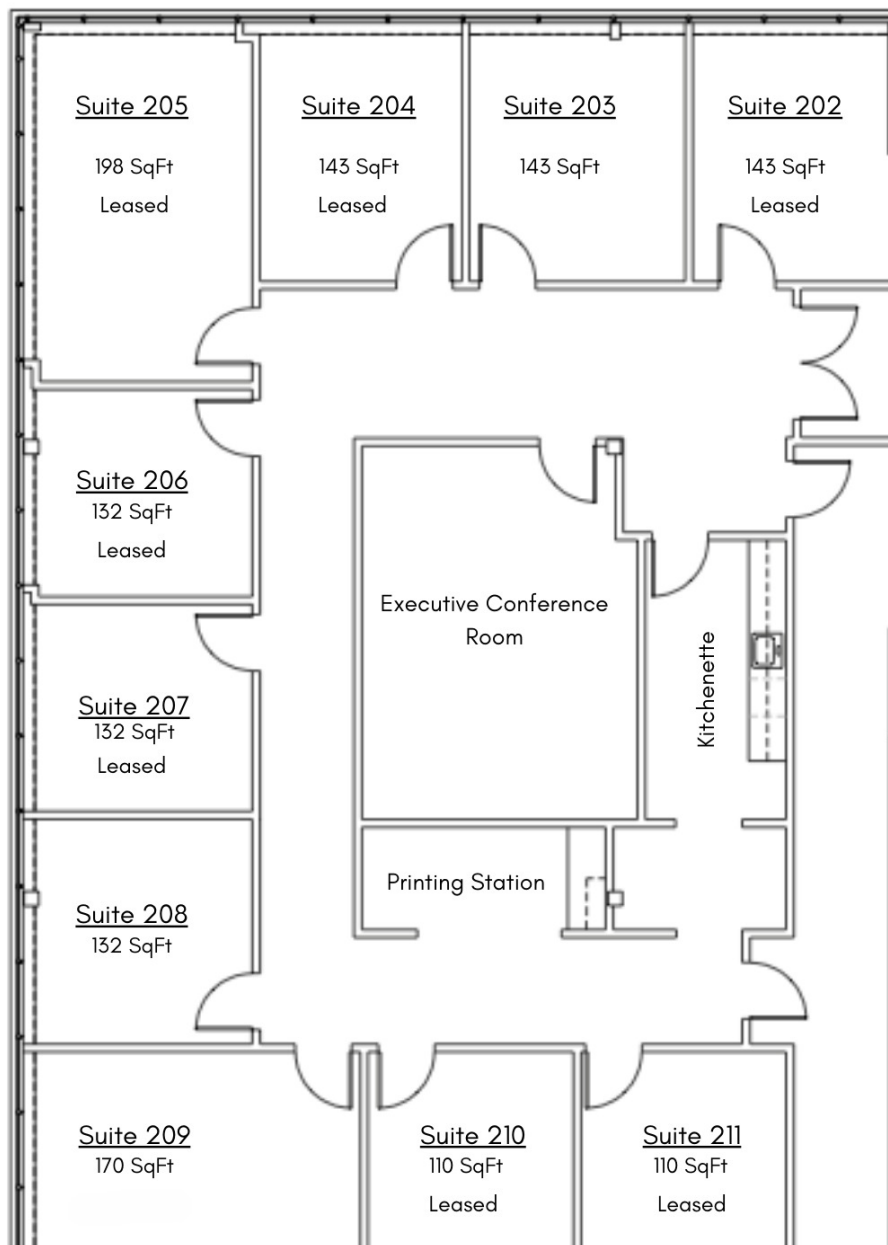 Suite 205
198 SqFt
Leased
Suite 204
143 SqFt
Leased
Suite 203
143 SqFt
Suite 202
143 SqFt
Leased
Suite 206
132 SqFt
Leased
Executive Conference
Room
Kitchenette
Suite 207
132 SqFt
Leased
Printing Station
Suite 208
132 SqFt
Suite 209
170 SqFt
Suite 210
110 SqFt
Leased
Suite 211
110 SqFt
Leased